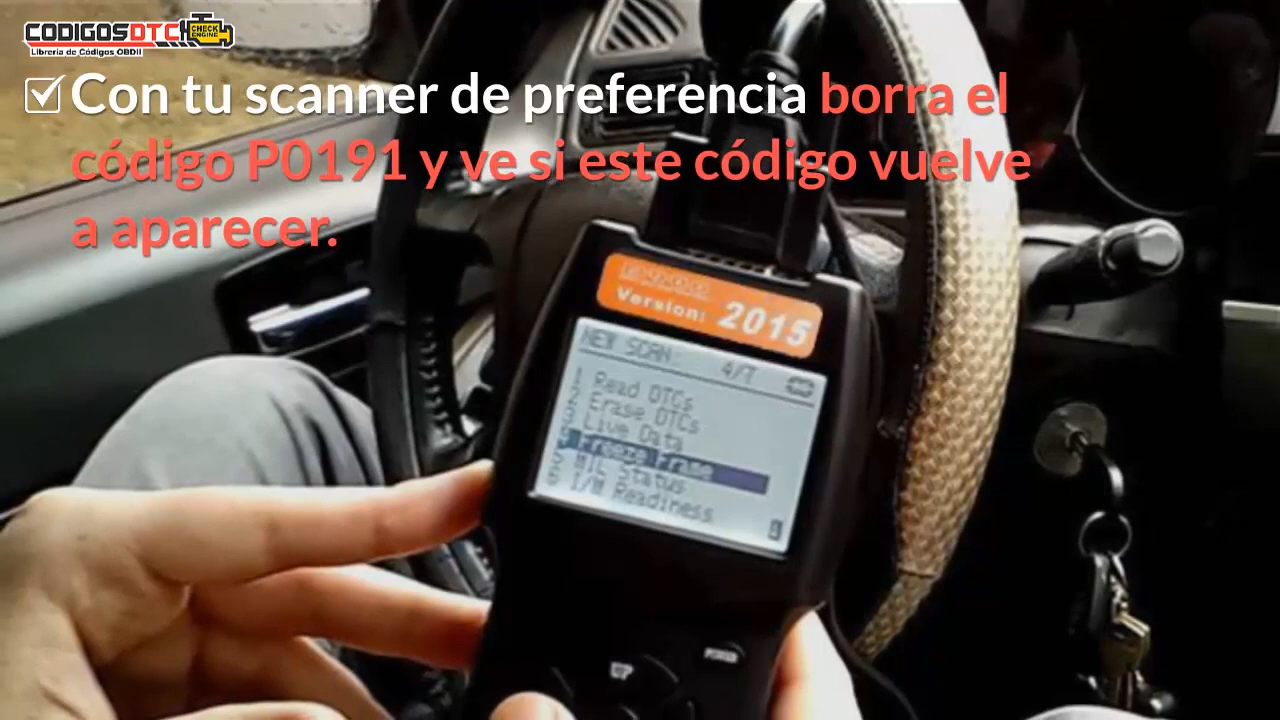 CODIGOSDTC
CHECK
ENGINE
Librería de Códigos OBDII
Con tu scanner de preferencia borra el
código P0191 y ve si este código vuelve
a aparecer.
Version: 2015
NEW SCAN: 4/7
1 Read DTCs
2 Erase DTCs
3 Live Data
4 Freeze Frame
5 MIL Status
6 I/M Readiness
POWER